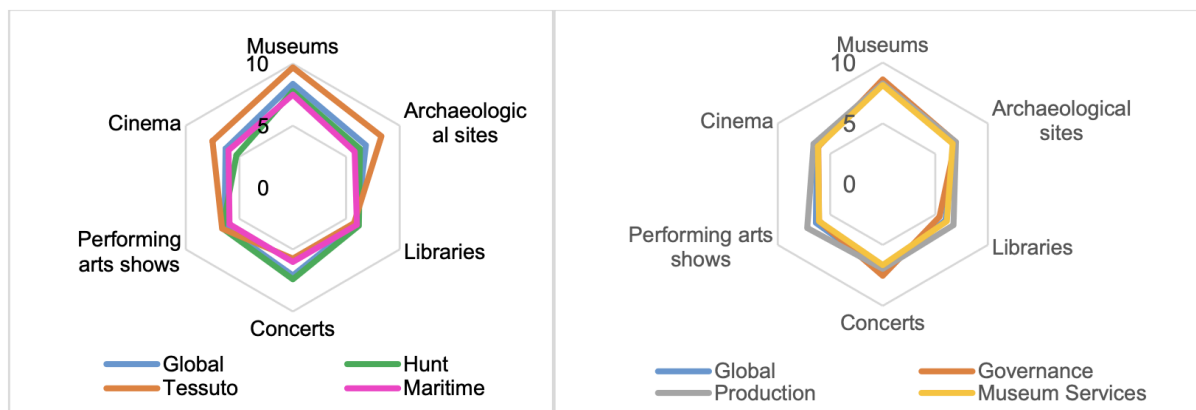 Museums
10
Archaeologic
al sites
Cinema
5
0
Performing
arts shows
Libraries
Concerts
Global
Hunt
Tessuto
Maritime
Museums
10
Archaeological
sites
Cinema
5
0
Performing arts
shows
Libraries
Concerts
Global
Governance
Production
Museum Services